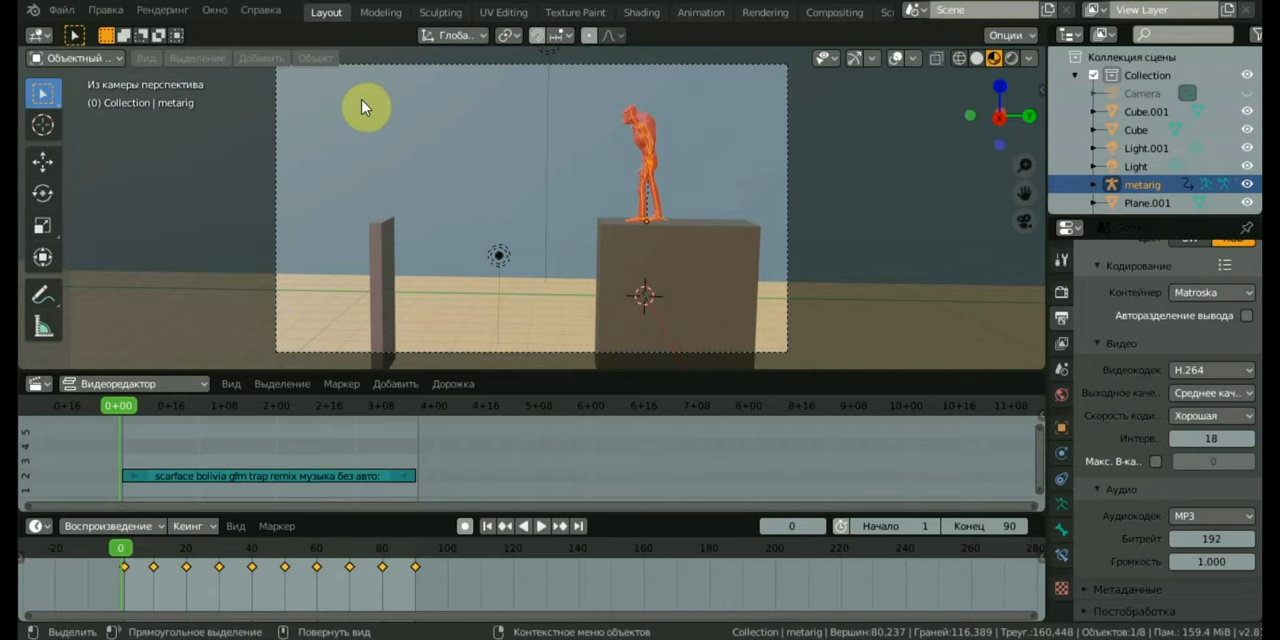 Файл Правка Рендеринг Окно Справка Layout Modeling Sculpting UV Editing Texture Paint Shading Animation Rendering Compositing Sc Scene View Layer
Глоба.. Опции
Объектный .. Вид Выделение Добавить Объект
Из камеры перспектива
(0) Collection | metarig
Коллекция сцены
Collection
Camera
Cube.001
Cube
Light.001
Light
metarig
Plane.001
Кодирование
Контейнер Matroska
Авторазделение вывода
Видео
Видеокодек H.264
Выходное каче.. Среднее кач..
Скорость коди.. Хорошая
Интерв.. 18
Макс. В-ка.. 0
Аудио
Аудиокодек MP3
Битрейт 192
Громкость 1.000
Метаданные
Постобработка
Видеоредактор Вид Выделение Маркер Добавить Дорожка
0+16 0+00 0+16 1+08 2+00 2+16 3+08 4+00 4+16 5+08 6+00 6+16 7+08 8+00 8+16 9+08 10+00 10+16 11+08
5
4
3
2
1
scarface bolivia gfm trap remix музыка без авто:
Воспроизведение Кеинг Вид Маркер 0 Начало 1 Конец 90
-20 0 20 40 60 80 100 120 140 160 180 200 220 240 260 280
Выделить Прямоугольное выделение Повернуть вид Контекстное меню объектов Collection | metarig | Вершин:80,237 | Граней:116,389 | Треуг.:160,448 | Объектов:1/8 | Пам.: 159.4 MiB | v2.8